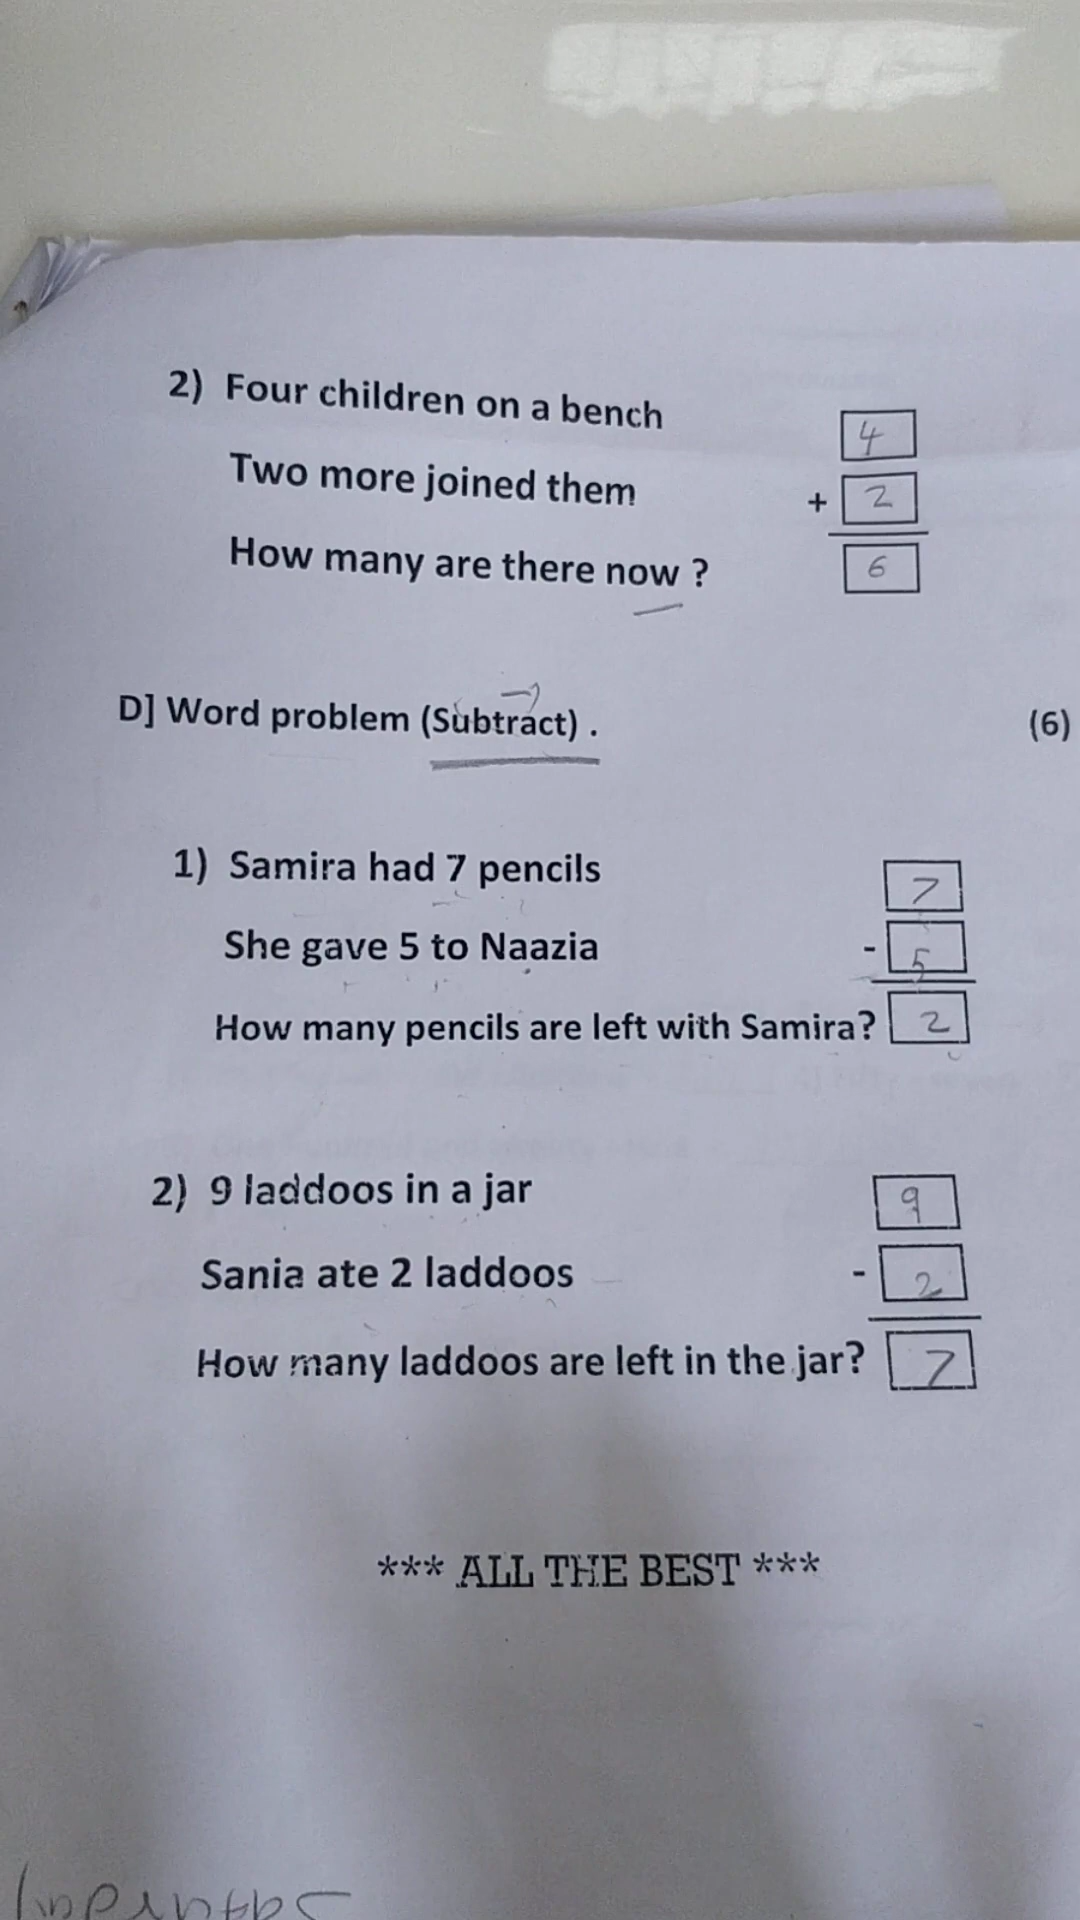 2) Four children on a bench 4
Two more joined them + 2
How many are there now ? 6
D] Word problem (Subtract) . (6)
1) Samira had 7 pencils 7
She gave 5 to Naazia - 5
How many pencils are left with Samira? 2
2) 9 laddoos in a jar 9
Sania ate 2 laddoos - 2
How many laddoos are left in the jar? 7
*** ALL THE BEST ***